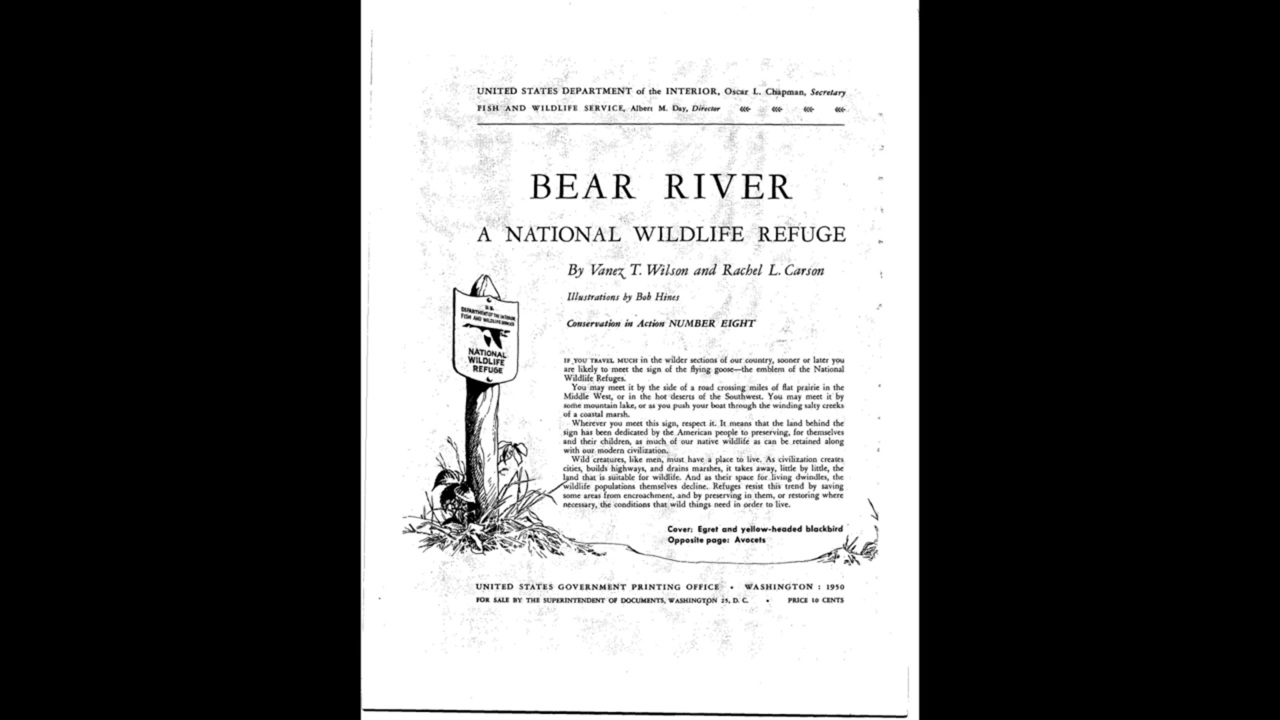 UNITED STATES DEPARTMENT of the INTERIOR, Oscar L. Chapman, Secretary
FISH AND WILDLIFE SERVICE, Albert M. Day, Director
BEAR RIVER
A NATIONAL WILDLIFE REFUGE
By Vanez T. Wilson and Rachel L. Carson
Illustrations by Bob Hines
Conservation in Action NUMBER EIGHT
U.S.
DEPARTMENT OF THE INTERIOR
FISH AND WILDLIFE SERVICE
NATIONAL
WILDLIFE
REFUGE
IF YOU TRAVEL MUCH in the wilder sections of our country, sooner or later you
are likely to meet the sign of the flying goose—the emblem of the National
Wildlife Refuges.
You may meet it by the side of a road crossing miles of flat prairie in the
Middle West, or in the hot deserts of the Southwest. You may meet it by
some mountain lake, or as you push your boat through the winding salty creeks
of a coastal marsh.
Wherever you meet this sign, respect it. It means that the land behind the
sign has been dedicated by the American people to preserving, for themselves
and their children, as much of our native wildlife as can be retained along
with our modern civilization.
Wild creatures, like men, must have a place to live. As civilization creates
cities, builds highways, and drains marshes, it takes away, little by little, the
land that is suitable for wildlife. And as their space for living dwindles, the
wildlife populations themselves decline. Refuges resist this trend by saving
some areas from encroachment, and by preserving in them, or restoring where
necessary, the conditions that wild things need in order to live.
Cover: Egret and yellow-headed blackbird
Opposite page: Avocets
UNITED STATES GOVERNMENT PRINTING OFFICE • WASHINGTON : 1950
FOR SALE BY THE SUPERINTENDENT OF DOCUMENTS, WASHINGTON 25, D. C. • PRICE 10 CENTS